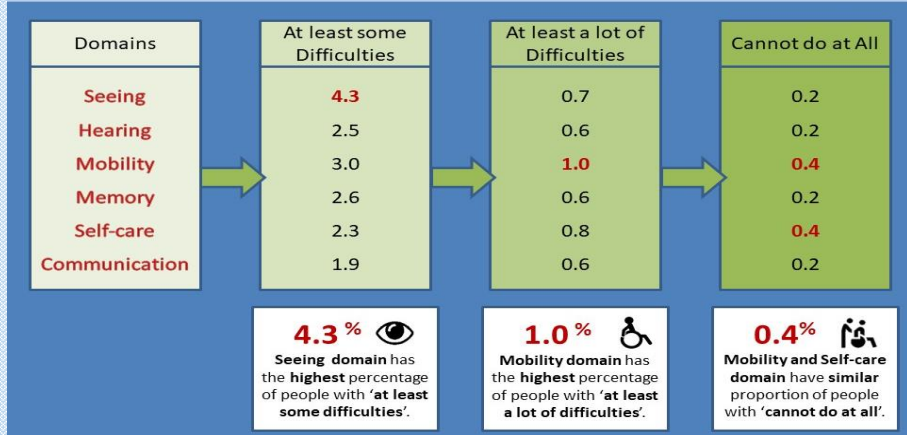 Domains
Seeing
Hearing
Mobility
Memory
Self-care
Communication
At least some
Difficulties
4.3
2.5
3.0
2.6
2.3
1.9
At least a lot of
Difficulties
0.7
0.6
1.0
0.6
0.8
0.6
Cannot do at All
0.2
0.2
0.4
0.2
0.4
0.2
4.3 %
Seeing domain has
the highest percentage
of people with ‘at least
some difficulties’.
1.0 %
Mobility domain has
the highest percentage
of people with ‘at least
a lot of difficulties’.
0.4%
Mobility and Self-care
domain have similar
proportion of people
with ‘cannot do at all’.